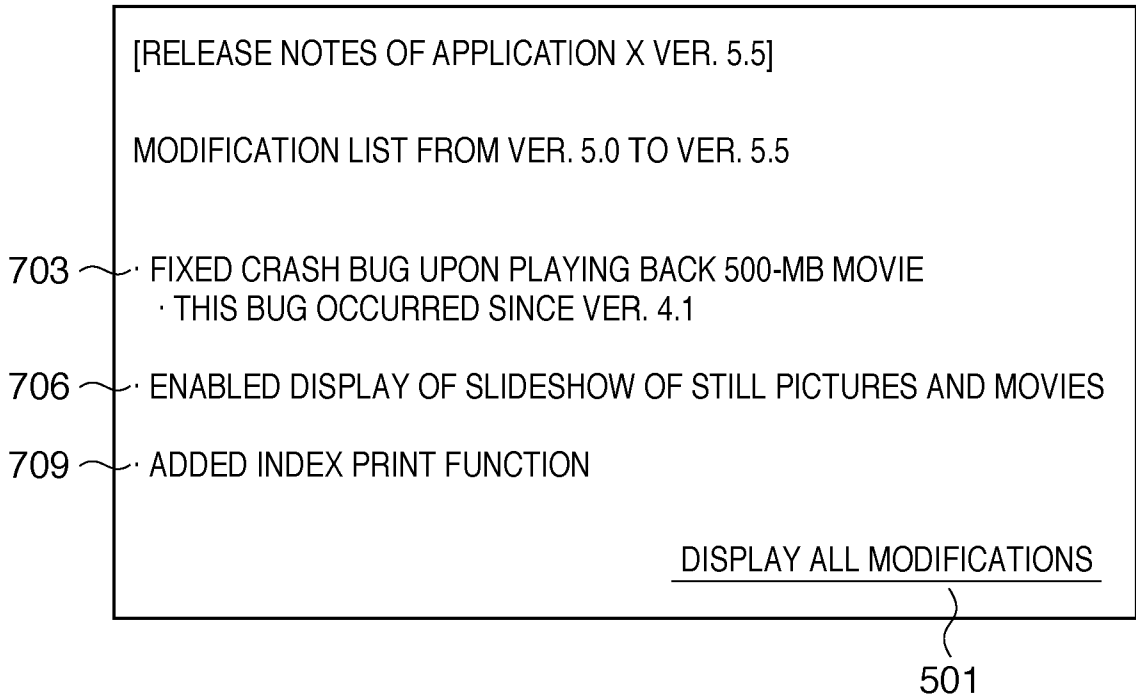 [RELEASE NOTES OF APPLICATION X VER. 5.5]
MODIFICATION LIST FROM VER. 5.0 TO VER. 5.5
703 · FIXED CRASH BUG UPON PLAYING BACK 500-MB MOVIE
· THIS BUG OCCURRED SINCE VER. 4.1
706 · ENABLED DISPLAY OF SLIDESHOW OF STILL PICTURES AND MOVIES
709 · ADDED INDEX PRINT FUNCTION
DISPLAY ALL MODIFICATIONS
501